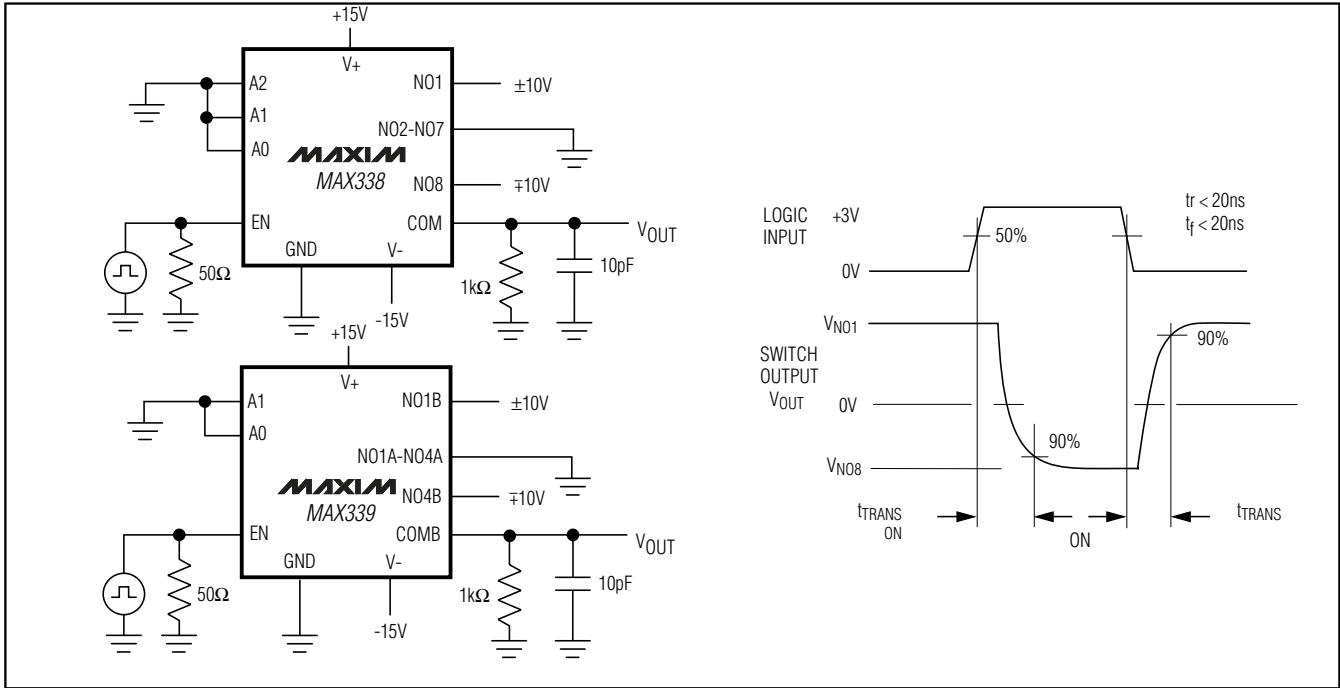 +15V
V+
A2
A1
A0
EN
GND
V-
NO1
NO2-NO7
NO8
COM
MAXIM
MAX338
±10V
∓10V
VOUT
50Ω
-15V
1kΩ
10pF
+15V
V+
A1
A0
EN
GND
V-
NO1B
NO1A-NO4A
NO4B
COMB
MAXIM
MAX339
±10V
∓10V
VOUT
50Ω
-15V
1kΩ
10pF
LOGIC
INPUT
+3V
0V
50%
tr < 20ns
tf < 20ns
VNO1
SWITCH
OUTPUT
VOUT
0V
VNO8
90%
90%
tTRANS
ON
ON
tTRANS